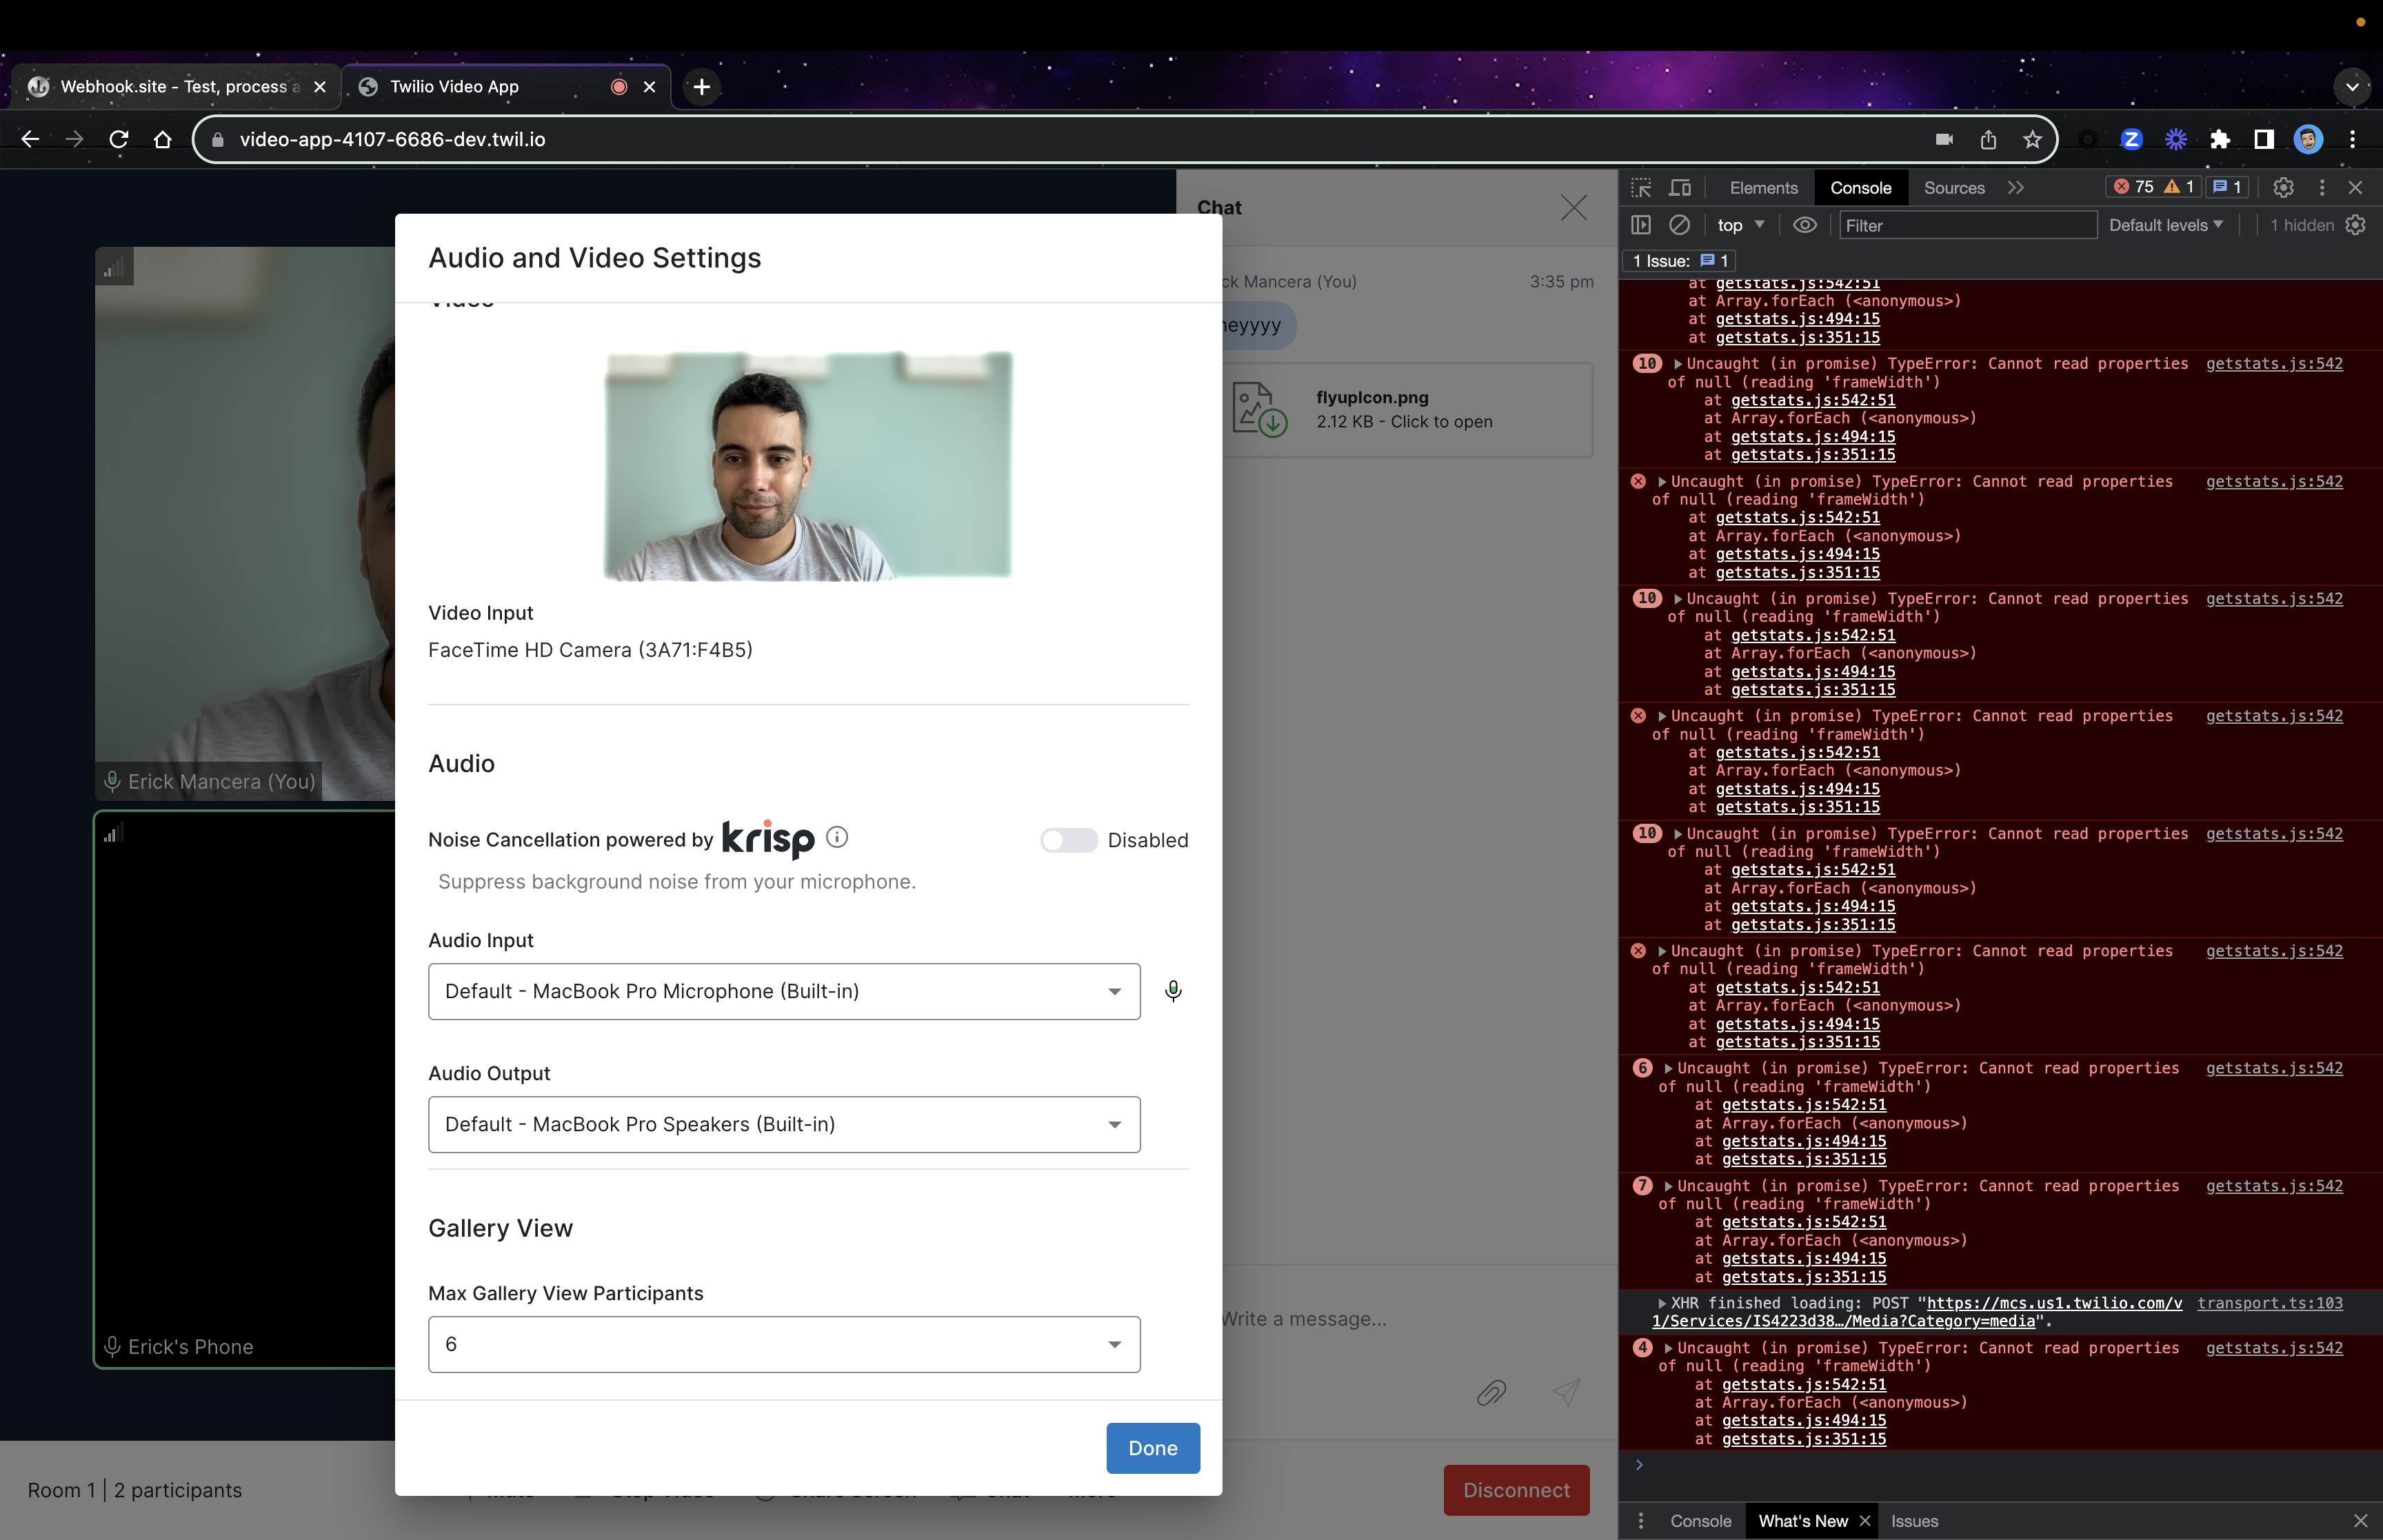 Webhook.site - Test, process a
Twilio Video App
video-app-4107-6686-dev.twil.io
Chat
ck Mancera (You)
3:35 pm
heyyyy
flyupIcon.png
2.12 KB - Click to open
Write a message...
Erick Mancera (You)
Erick's Phone
Room 1 | 2 participants
Disconnect
Audio and Video Settings
Video
Video Input
FaceTime HD Camera (3A71:F4B5)
Audio
Noise Cancellation powered by krisp
Disabled
Suppress background noise from your microphone.
Audio Input
Default - MacBook Pro Microphone (Built-in)
Audio Output
Default - MacBook Pro Speakers (Built-in)
Gallery View
Max Gallery View Participants
6
Done
Elements
Console
Sources
75
1
1
top
Filter
Default levels
1 hidden
1 Issue: 1
at getstats.js:542:51
at Array.forEach (<anonymous>)
at getstats.js:494:15
at getstats.js:351:15
10 Uncaught (in promise) TypeError: Cannot read properties getstats.js:542
of null (reading 'frameWidth')
at getstats.js:542:51
at Array.forEach (<anonymous>)
at getstats.js:494:15
at getstats.js:351:15
Uncaught (in promise) TypeError: Cannot read properties getstats.js:542
of null (reading 'frameWidth')
at getstats.js:542:51
at Array.forEach (<anonymous>)
at getstats.js:494:15
at getstats.js:351:15
10 Uncaught (in promise) TypeError: Cannot read properties getstats.js:542
of null (reading 'frameWidth')
at getstats.js:542:51
at Array.forEach (<anonymous>)
at getstats.js:494:15
at getstats.js:351:15
Uncaught (in promise) TypeError: Cannot read properties getstats.js:542
of null (reading 'frameWidth')
at getstats.js:542:51
at Array.forEach (<anonymous>)
at getstats.js:494:15
at getstats.js:351:15
10 Uncaught (in promise) TypeError: Cannot read properties getstats.js:542
of null (reading 'frameWidth')
at getstats.js:542:51
at Array.forEach (<anonymous>)
at getstats.js:494:15
at getstats.js:351:15
Uncaught (in promise) TypeError: Cannot read properties getstats.js:542
of null (reading 'frameWidth')
at getstats.js:542:51
at Array.forEach (<anonymous>)
at getstats.js:494:15
at getstats.js:351:15
6 Uncaught (in promise) TypeError: Cannot read properties getstats.js:542
of null (reading 'frameWidth')
at getstats.js:542:51
at Array.forEach (<anonymous>)
at getstats.js:494:15
at getstats.js:351:15
7 Uncaught (in promise) TypeError: Cannot read properties getstats.js:542
of null (reading 'frameWidth')
at getstats.js:542:51
at Array.forEach (<anonymous>)
at getstats.js:494:15
at getstats.js:351:15
XHR finished loading: POST "https://mcs.us1.twilio.com/v transport.ts:103
1/Services/IS4223d38…/Media?Category=media".
4 Uncaught (in promise) TypeError: Cannot read properties getstats.js:542
of null (reading 'frameWidth')
at getstats.js:542:51
at Array.forEach (<anonymous>)
at getstats.js:494:15
at getstats.js:351:15
Console
What's New
Issues